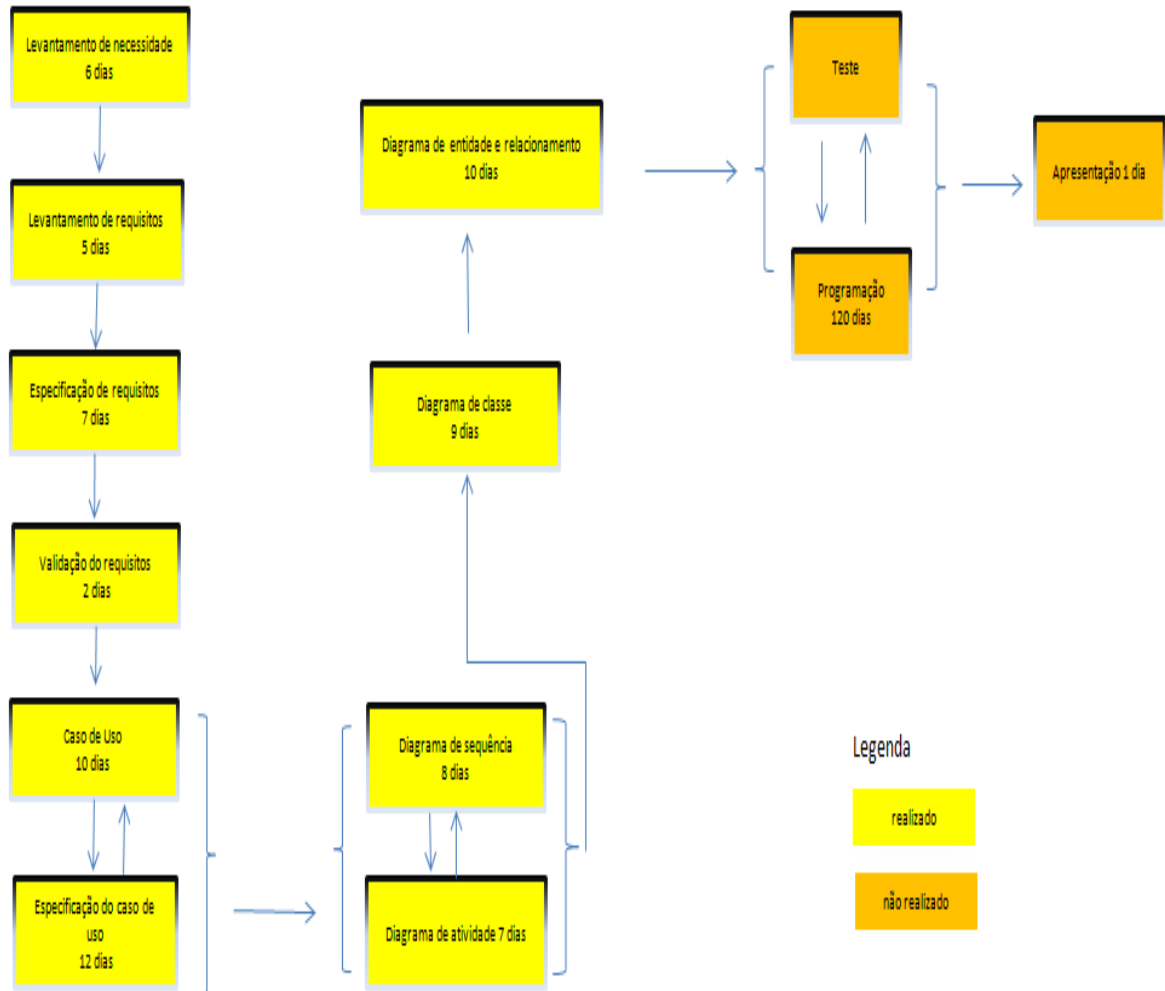 Levantamento de necessidade
6 dias
Levantamento de requisitos
5 dias
Especificação de requisitos
7 dias
Validação do requisitos
2 dias
Caso de Uso
10 dias
Especificação do caso de
uso
12 dias
Diagrama de sequência
8 dias
Diagrama de atividade 7 dias
Diagrama de classe
9 dias
Diagrama de entidade e relacionamento
10 dias
Teste
Programação
120 dias
Apresentação 1 dia
Legenda
realizado
não realizado